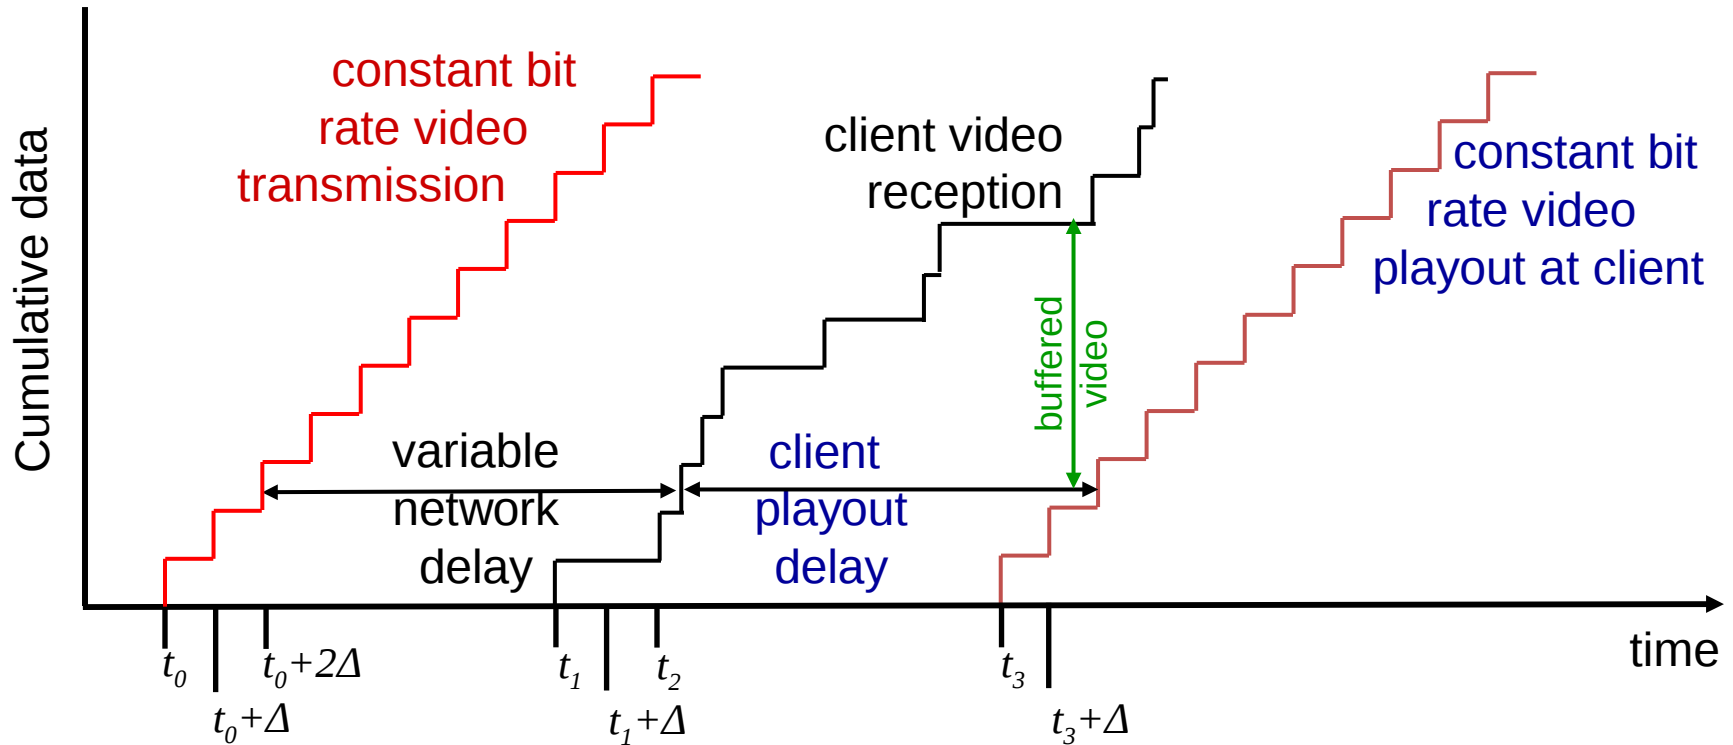 constant bit
rate video
transmission
client video
reception
constant bit
rate video
playout at client
Cumulative data
buffered
video
variable
network
delay
client
playout
delay
time
t₀
t₀+Δ
t₀+2Δ
t₁
t₁+Δ
t₂
t₃
t₃+Δ